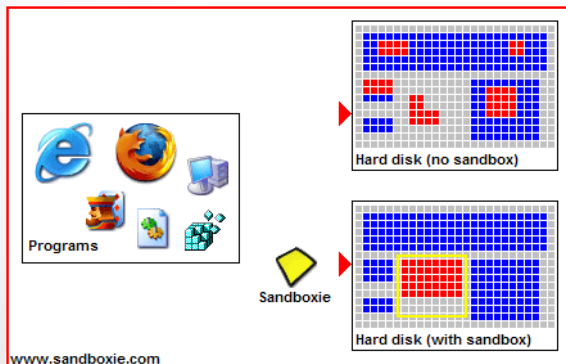 Hard disk (no sandbox)
Programs
Sandboxie
Hard disk (with sandbox)
www.sandboxie.com